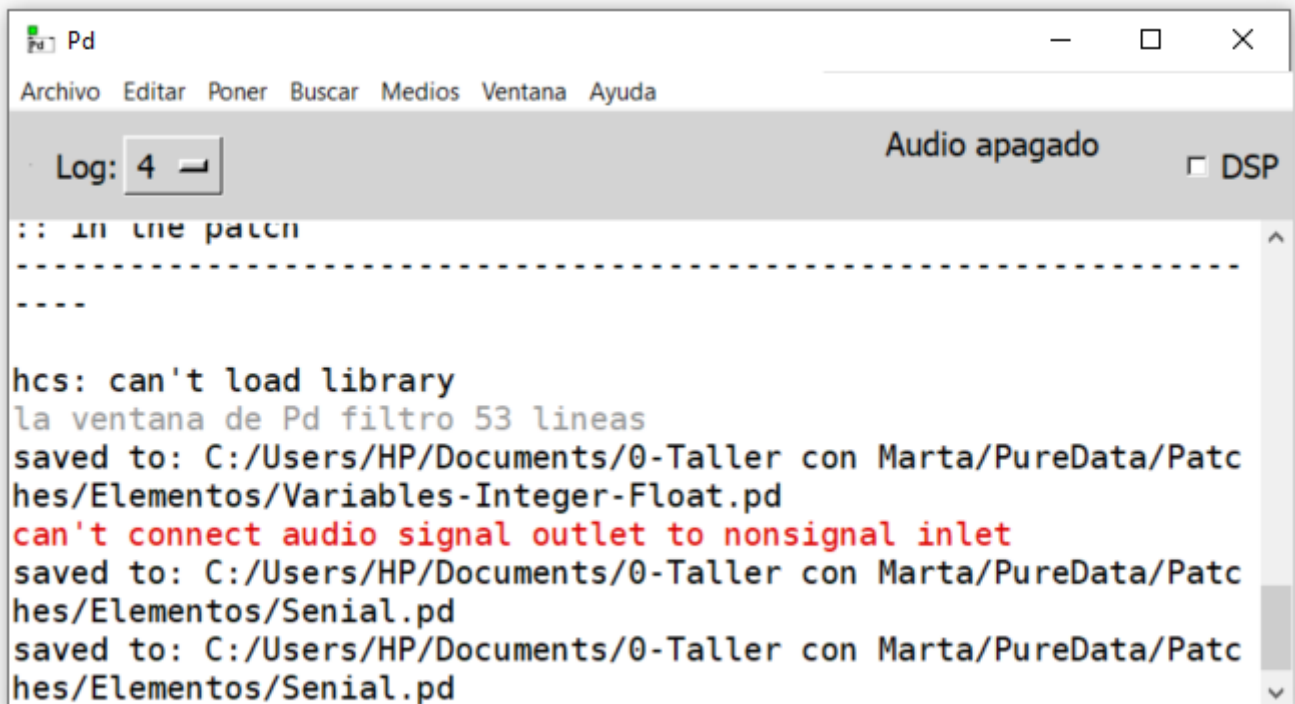 Pd
Archivo Editar Poner Buscar Medios Ventana Ayuda
Audio apagado
Log: 4
DSP
:: in the patch
--------------------------------------------------------------------
----
hcs: can't load library
la ventana de Pd filtro 53 lineas
saved to: C:/Users/HP/Documents/0-Taller con Marta/PureData/Patc
hes/Elementos/Variables-Integer-Float.pd
can't connect audio signal outlet to nonsignal inlet
saved to: C:/Users/HP/Documents/0-Taller con Marta/PureData/Patc
hes/Elementos/Senial.pd
saved to: C:/Users/HP/Documents/0-Taller con Marta/PureData/Patc
hes/Elementos/Senial.pd